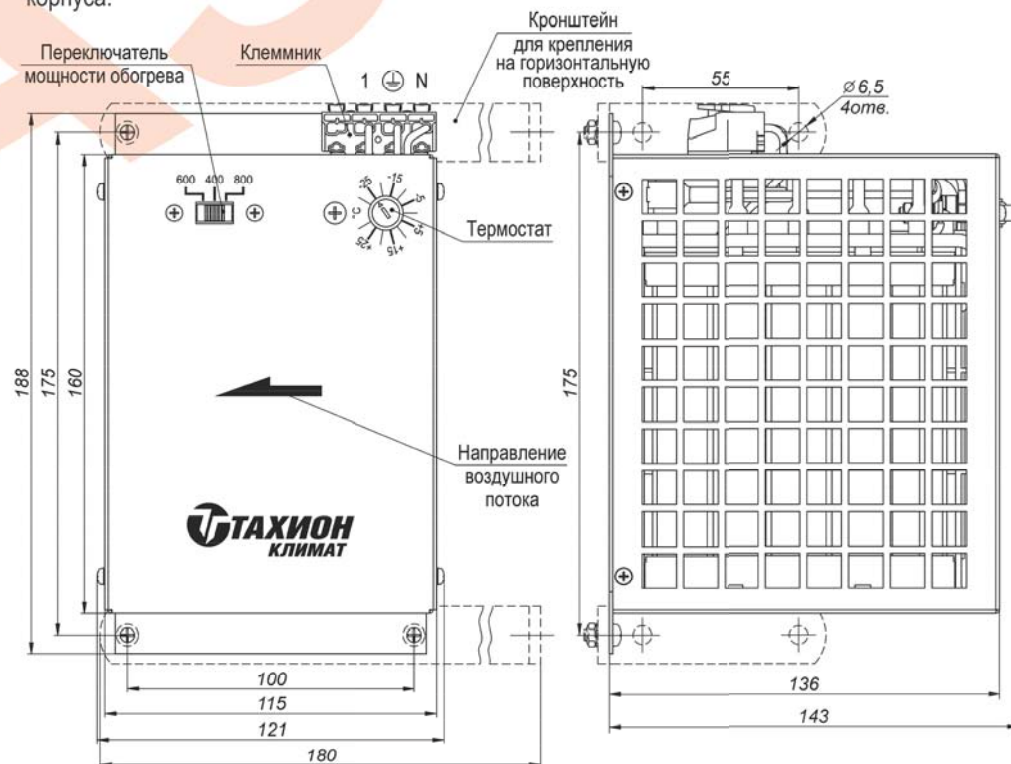 корпуса.
Переключатель
мощности обогрева
Клеммник
1 N
Кронштейн
для крепления
на горизонтальную
поверхность
55
⌀ 6,5
4отв.
600 400 800
-25
-15
-5
+5
+15
+25
°C
Термостат
188
175
160
175
Направление
воздушного
потока
ТАХИОН
КЛИМАТ
100
115
121
180
136
143